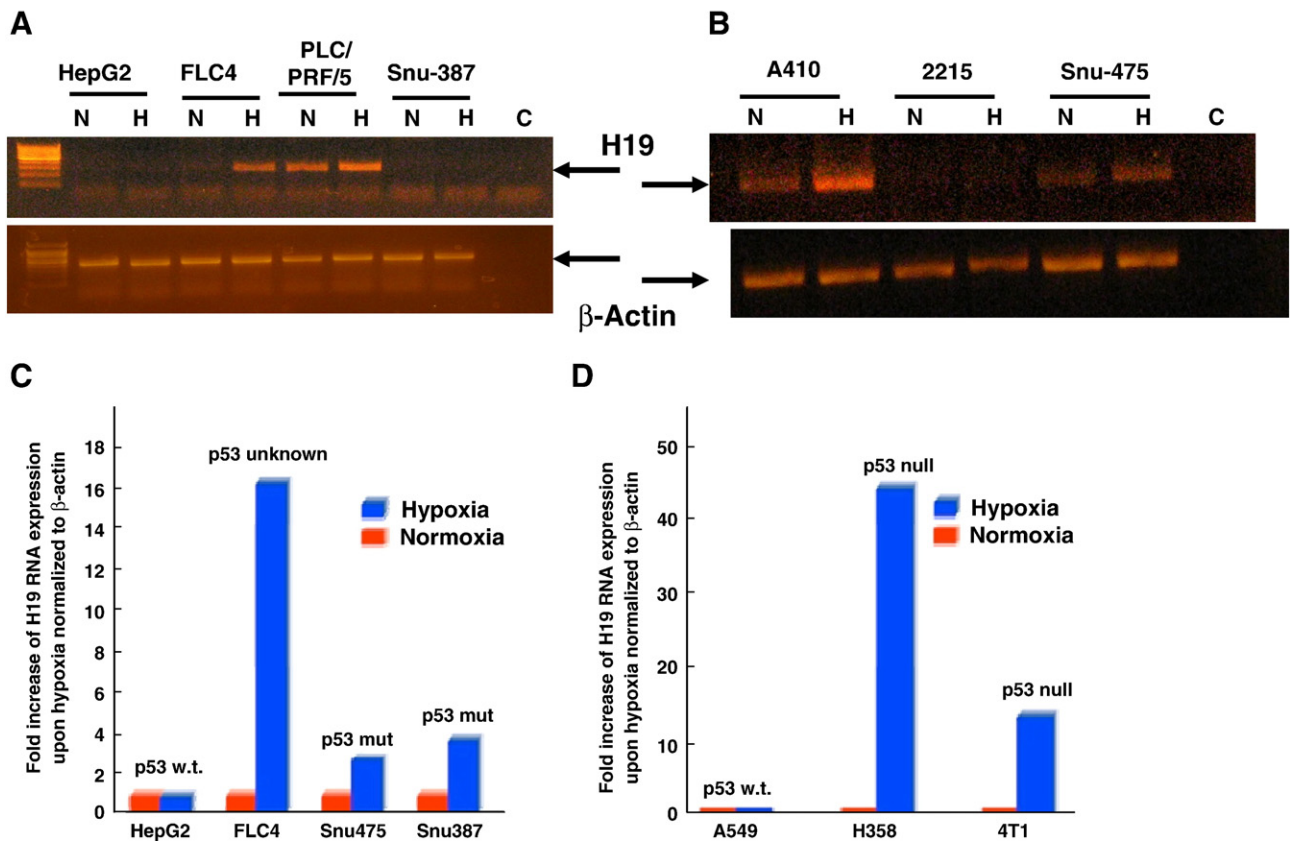 A
HepG2 FLC4 PLC/ PRF/5 Snu-387
N H N H N H N H C
H19
β-Actin
B
A410 2215 Snu-475
N H N H N H C
C
Fold increase of H19 RNA expression
upon hypoxia normalized to β-actin
18
16
14
12
10
8
6
4
2
0
p53 unknown
Hypoxia
Normoxia
p53 w.t.
p53 mut
p53 mut
HepG2 FLC4 Snu475 Snu387
D
Fold increase of H19 RNA expression
upon hypoxia normalized to β-actin
50
40
30
20
10
0
p53 null
Hypoxia
Normoxia
p53 null
p53 w.t.
A549 H358 4T1